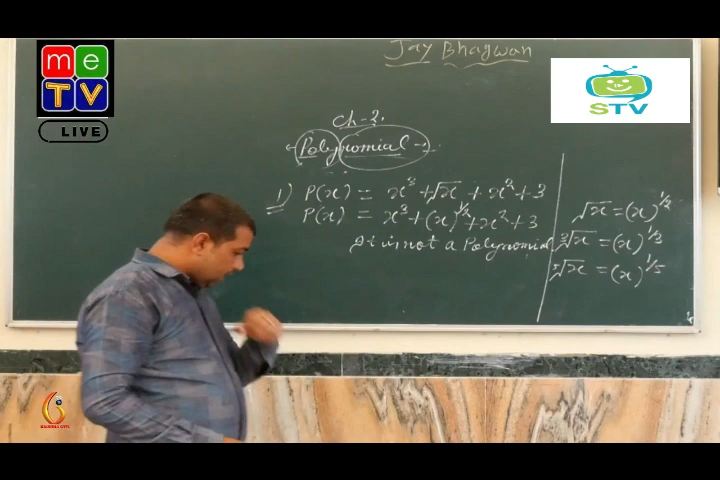 me
TV
LIVE
STV
Jay Bhagwan
Ch-2.
Polynomial
1) P(x) = x³ + √x + x² + 3
P(x) = x³ + (x)^1/2 + x² + 3
It is not a Polynomial
√x = (x)^1/2
³√x = (x)^1/3
⁵√x = (x)^1/5